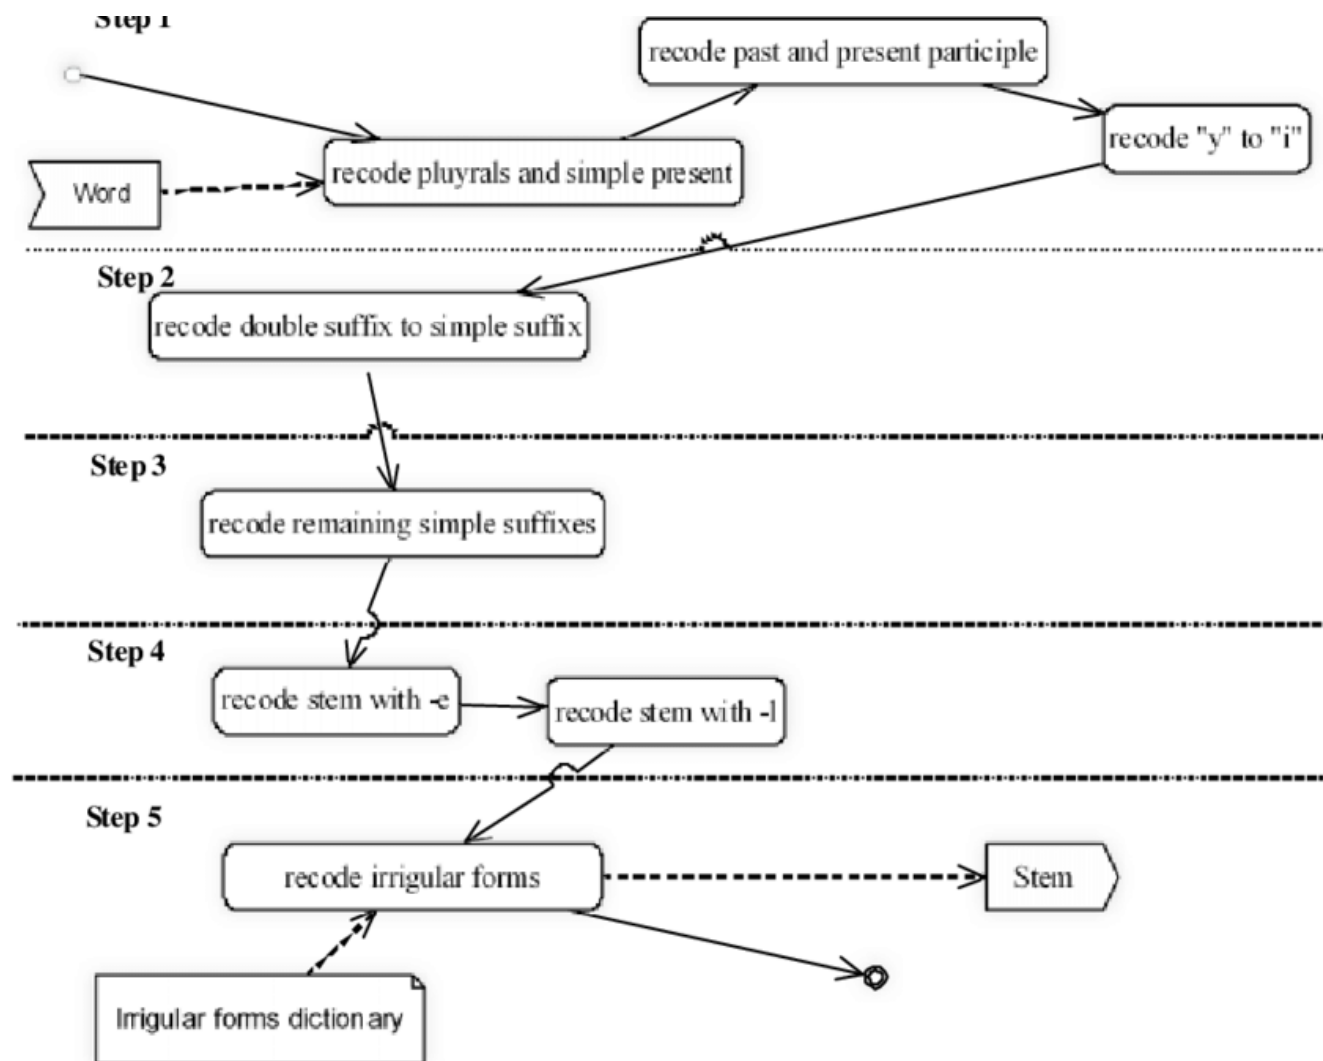 Step 1
recode past and present participle
recode "y" to "i"
recode pluyrals and simple present
Word
Step 2
recode double suffix to simple suffix
Step 3
recode remaining simple suffixes
Step 4
recode stem with -e
recode stem with -l
Step 5
recode irrigular forms
Stem
Irrigular forms dictionary